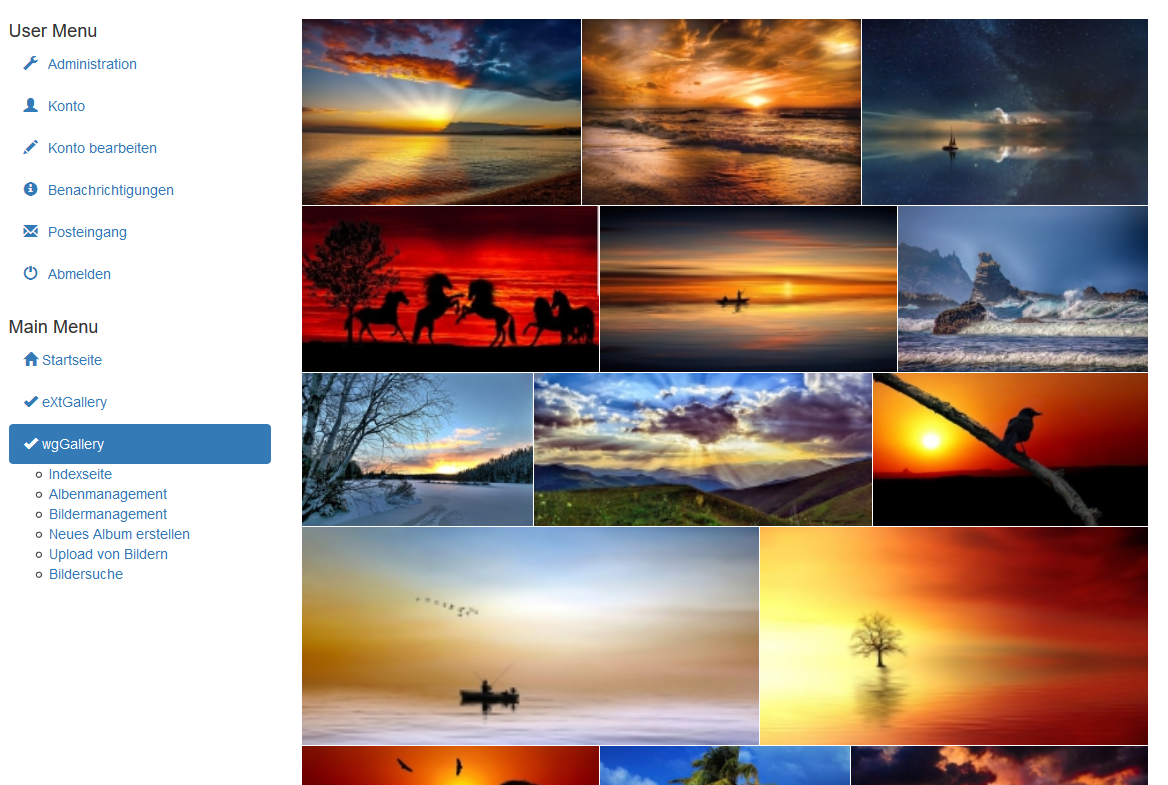 User Menu
Administration
Konto
Konto bearbeiten
Benachrichtigungen
Posteingang
Abmelden
Main Menu
Startseite
eXtGallery
wgGallery
Indexseite
Albenmanagement
Bildermanagement
Neues Album erstellen
Upload von Bildern
Bildersuche